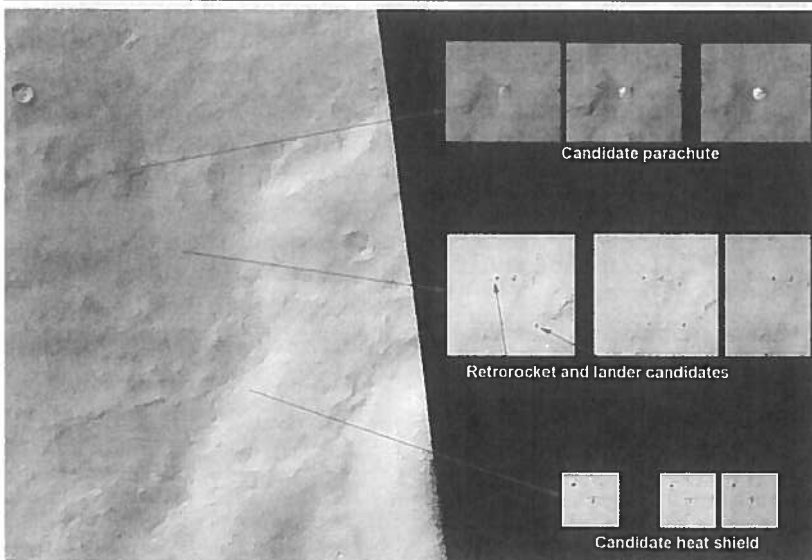 Candidate parachute
Retrorocket and lander candidates
Candidate heat shield